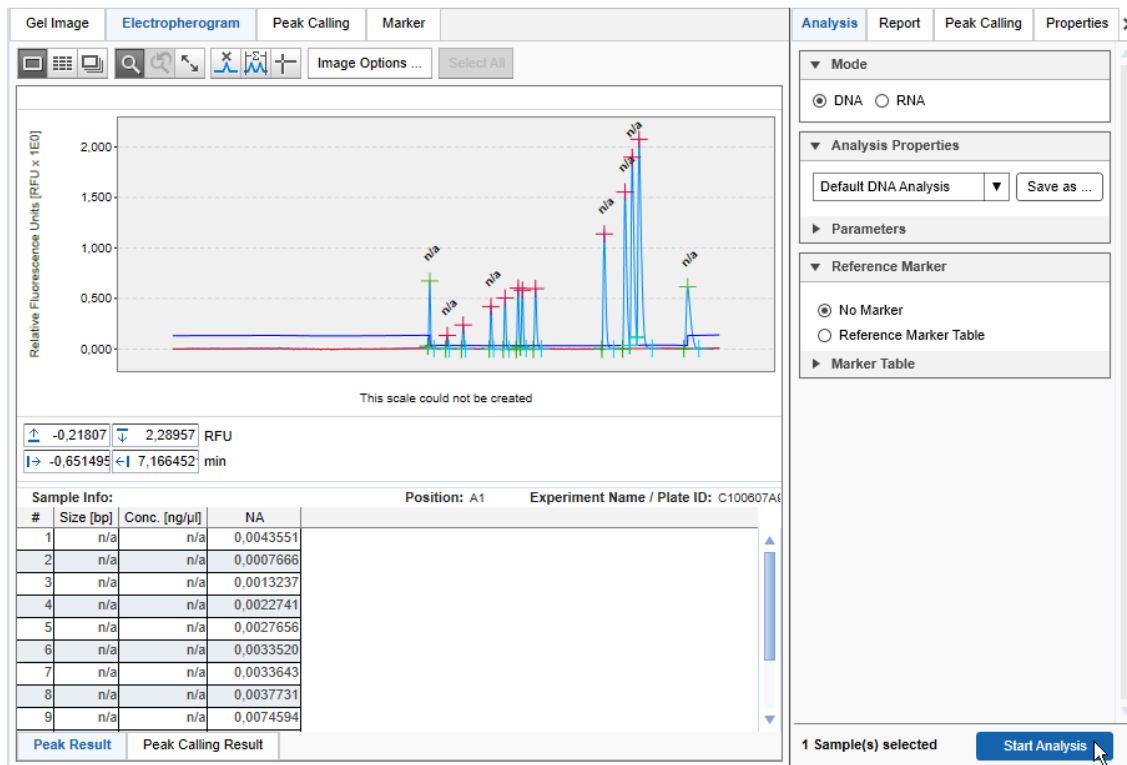 Gel Image Electropherogram Peak Calling Marker
Image Options ... Select All
Relative Fluorescence Units [RFU x 1E0]
2,000
1,500
1,000
0,500
0,000
n/a
n/a
n/a
n/a
n/a
n/a
n/a
This scale could not be created
-0,21807 2,28957 RFU
-0,651495 7,166452 min
Sample Info: Position: A1 Experiment Name / Plate ID: C100607A
# Size [bp] Conc. [ng/µl] NA
1 n/a n/a 0,0043551
2 n/a n/a 0,0007666
3 n/a n/a 0,0013237
4 n/a n/a 0,0022741
5 n/a n/a 0,0027656
6 n/a n/a 0,0033520
7 n/a n/a 0,0033643
8 n/a n/a 0,0037731
9 n/a n/a 0,0074594
Peak Result Peak Calling Result
Analysis Report Peak Calling Properties
Mode
DNA RNA
Analysis Properties
Default DNA Analysis Save as ...
Parameters
Reference Marker
No Marker
Reference Marker Table
Marker Table
1 Sample(s) selected Start Analysis